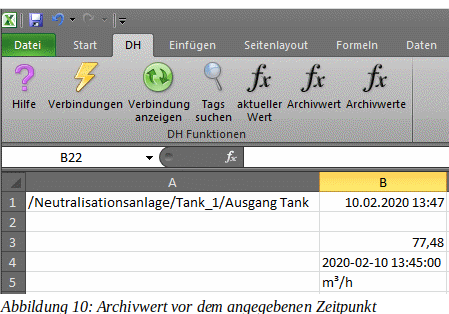 Datei Start DH Einfügen Seitenlayout Formeln Daten
Hilfe Verbindungen Verbindung anzeigen Tags suchen aktueller Wert Archivwert Archivwerte
DH Funktionen
B22 fx
A B
1 /Neutralisationsanlage/Tank_1/Ausgang Tank 10.02.2020 13:47
2
3 77,48
4 2020-02-10 13:45:00
5 m³/h
Abbildung 10: Archivwert vor dem angegebenen Zeitpunkt